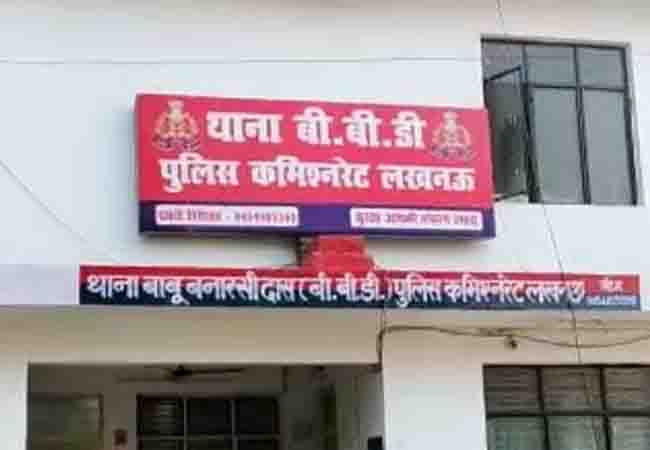 थाना बी.बी.डी
पुलिस कमिश्नरेट लखनऊ
थाना बाबू बनारसी दास (बी.बी.डी.) पुलिस कमिश्नरेट लखनऊ